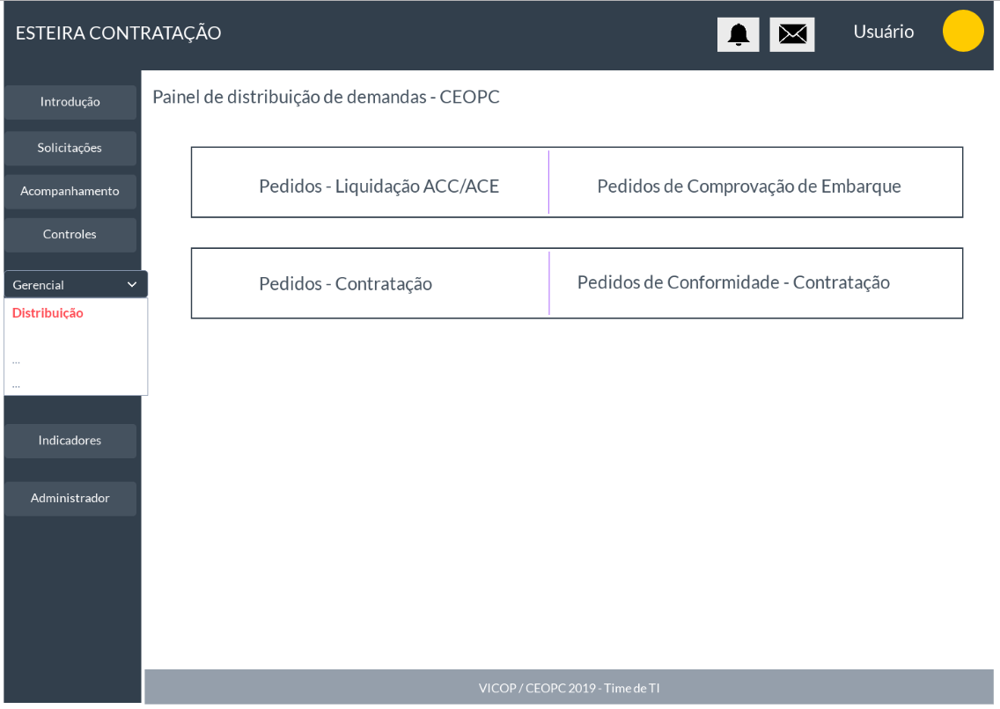 ESTEIRA CONTRATAÇÃO
Usuário
Introdução
Solicitações
Acompanhamento
Controles
Gerencial
Distribuição
...
...
Indicadores
Administrador
Painel de distribuição de demandas - CEOPC
Pedidos - Liquidação ACC/ACE
Pedidos de Comprovação de Embarque
Pedidos - Contratação
Pedidos de Conformidade - Contratação
VICOP / CEOPC 2019 - Time de TI